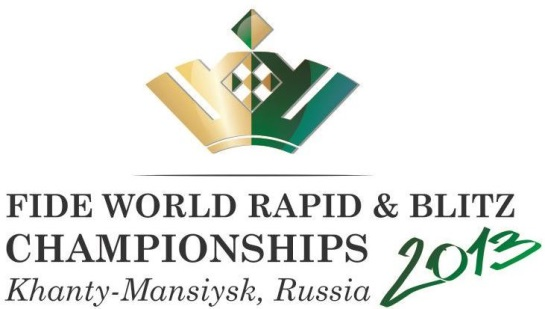 FIDE WORLD RAPID & BLITZ
CHAMPIONSHIPS 2013
Khanty-Mansiysk, Russia